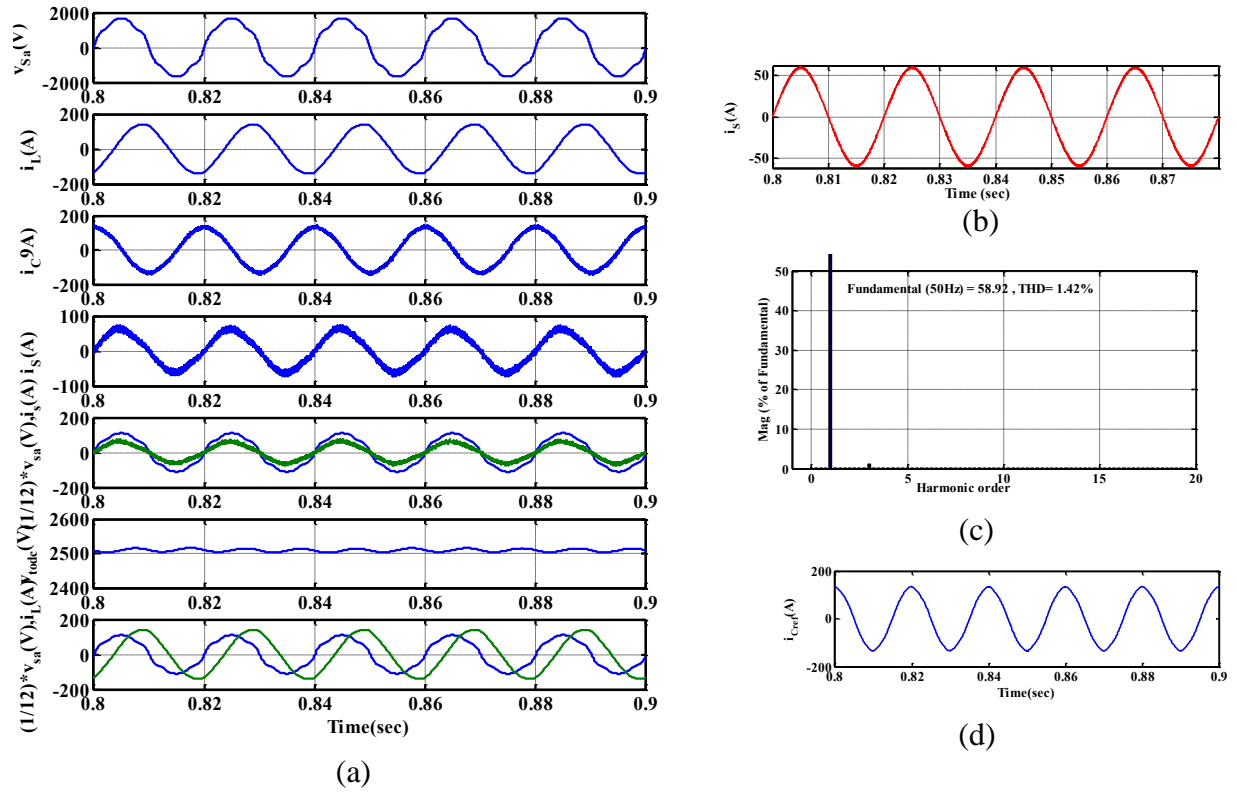 v_Sa(V)
2000
0
-2000
0.8 0.82 0.84 0.86 0.88 0.9
i_L(A)
200
0
-200
0.8 0.82 0.84 0.86 0.88 0.9
i_C9A)
200
0
-200
0.8 0.82 0.84 0.86 0.88 0.9
i_S(A)
100
0
-100
0.8 0.82 0.84 0.86 0.88 0.9
(1/12)*v_sa(V),i_s(A)
200
0
-200
0.8 0.82 0.84 0.86 0.88 0.9
v_todc(V)
2600
2500
2400
0.8 0.82 0.84 0.86 0.88 0.9
(1/12)*v_sa(V),i_L(A)
200
0
-200
0.8 0.82 0.84 0.86 0.88 0.9
Time(sec)
(a)
i_S(A)
50
0
-50
0.8 0.81 0.82 0.83 0.84 0.85 0.86 0.87
Time (sec)
(b)
Mag (% of Fundamental)
50
40
30
20
10
0
Fundamental (50Hz) = 58.92 , THD= 1.42%
0 5 10 15 20
Harmonic order
(c)
i_Cref(A)
200
0
-200
0.8 0.82 0.84 0.86 0.88 0.9
Time(sec)
(d)